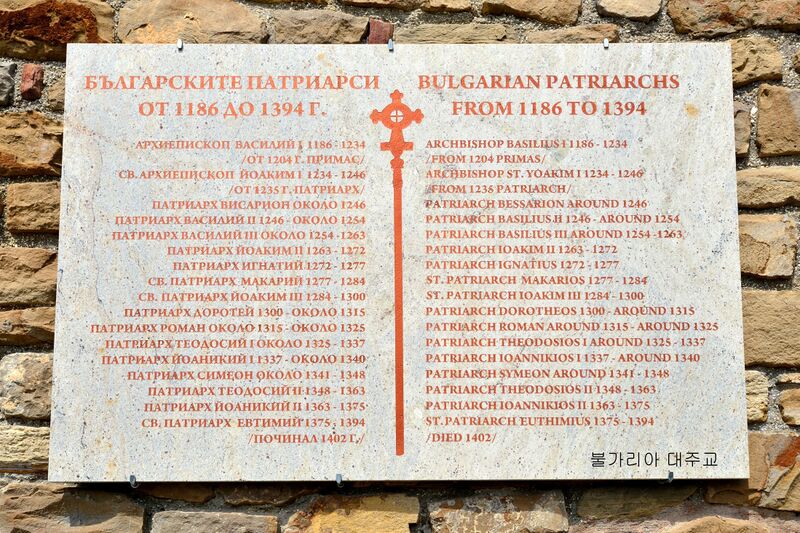 БЪЛГАРСКИТЕ ПАТРИАРСИ
ОТ 1186 ДО 1394 Г.
АРХИЕПИСКОП ВАСИЛИЙ I 1186 - 1234
/ОТ 1204 Г. ПРИМАС/
СВ. АРХИЕПИСКОП ЙОАКИМ I 1234 - 1246
/ОТ 1235 Г. ПАТРИАРХ/
ПАТРИАРХ ВИСАРИОН ОКОЛО 1246
ПАТРИАРХ ВАСИЛИЙ II 1246 - ОКОЛО 1254
ПАТРИАРХ ВАСИЛИЙ III ОКОЛО 1254 -1263
ПАТРИАРХ ЙОАКИМ II 1263 - 1272
ПАТРИАРХ ИГНАТИЙ 1272 - 1277
СВ. ПАТРИАРХ МАКАРИЙ 1277 - 1284
СВ. ПАТРИАРХ ЙОАКИМ III 1284 - 1300
ПАТРИАРХ ДОРОТЕЙ 1300 - ОКОЛО 1315
ПАТРИАРХ РОМАН ОКОЛО 1315 - ОКОЛО 1325
ПАТРИАРХ ТЕОДОСИЙ I ОКОЛО 1325 - 1337
ПАТРИАРХ ЙОАНИКИЙ I 1337 - ОКОЛО 1340
ПАТРИАРХ СИМЕОН ОКОЛО 1341 - 1348
ПАТРИАРХ ТЕОДОСИЙ II 1348 - 1363
ПАТРИАРХ ЙОАНИКИЙ II 1363 - 1375
СВ. ПАТРИАРХ ЕВТИМИЙ 1375 - 1394
/ПОЧИНАЛ 1402 Г./
BULGARIAN PATRIARCHS
FROM 1186 TO 1394
ARCHBISHOP BASILIUS I 1186 - 1234
/FROM 1204 PRIMAS/
ARCHBISHOP ST. YOAKIM I 1234 - 1246
/FROM 1235 PATRIARCH/
PATRIARCH BESSARION AROUND 1246
PATRIARCH BASILIUS II 1246 - AROUND 1254
PATRIARCH BASILIUS III AROUND 1254 -1263
PATRIARCH IOAKIM II 1263 - 1272
PATRIARCH IGNATIUS 1272 - 1277
ST. PATRIARCH MAKARIOS 1277 - 1284
ST. PATRIARCH IOAKIM III 1284 - 1300
PATRIARCH DOROTHEOS 1300 - AROUND 1315
PATRIARCH ROMAN AROUND 1315 - AROUND 1325
PATRIARCH THEODOSIOS I AROUND 1325 - 1337
PATRIARCH IOANNIKIOS I 1337 - AROUND 1340
PATRIARCH SYMEON AROUND 1341 - 1348
PATRIARCH THEODOSIOS II 1348 - 1363
PATRIARCH IOANNIKIOS II 1363 - 1375
ST. PATRIARCH EUTHIMIUS 1375 - 1394
/DIED 1402/
불가리아 대주교